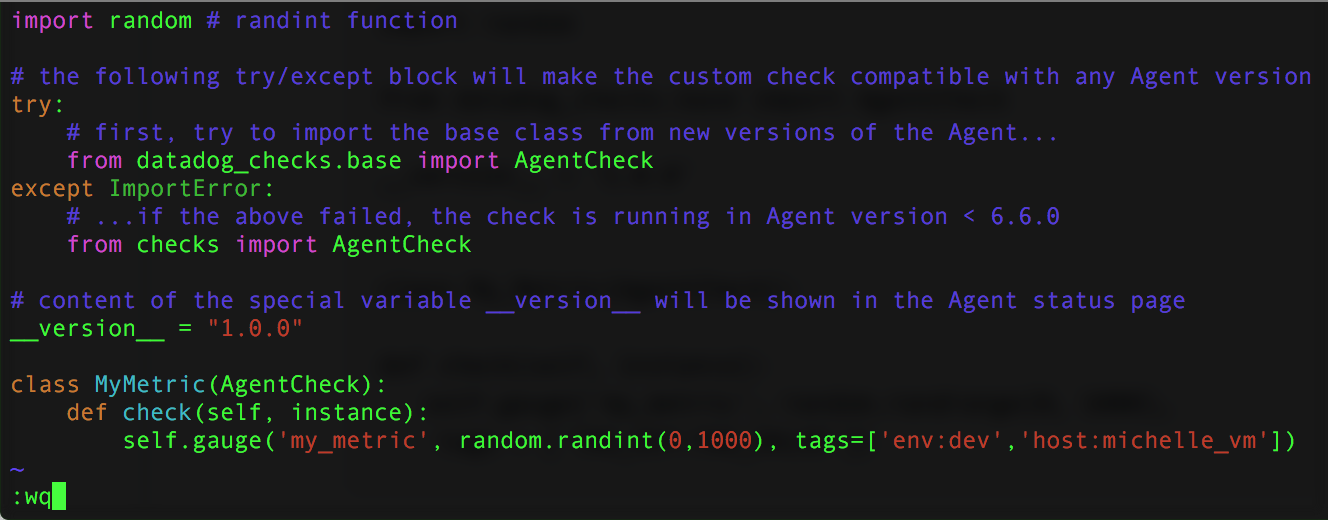 import random # randint function

# the following try/except block will make the custom check compatible with any Agent version
try:
    # first, try to import the base class from new versions of the Agent...
    from datadog_checks.base import AgentCheck
except ImportError:
    # ...if the above failed, the check is running in Agent version < 6.6.0
    from checks import AgentCheck

# content of the special variable __version__ will be shown in the Agent status page
__version__ = "1.0.0"

class MyMetric(AgentCheck):
    def check(self, instance):
        self.gauge('my_metric', random.randint(0,1000), tags=['env:dev','host:michelle_vm'])
~
:wq